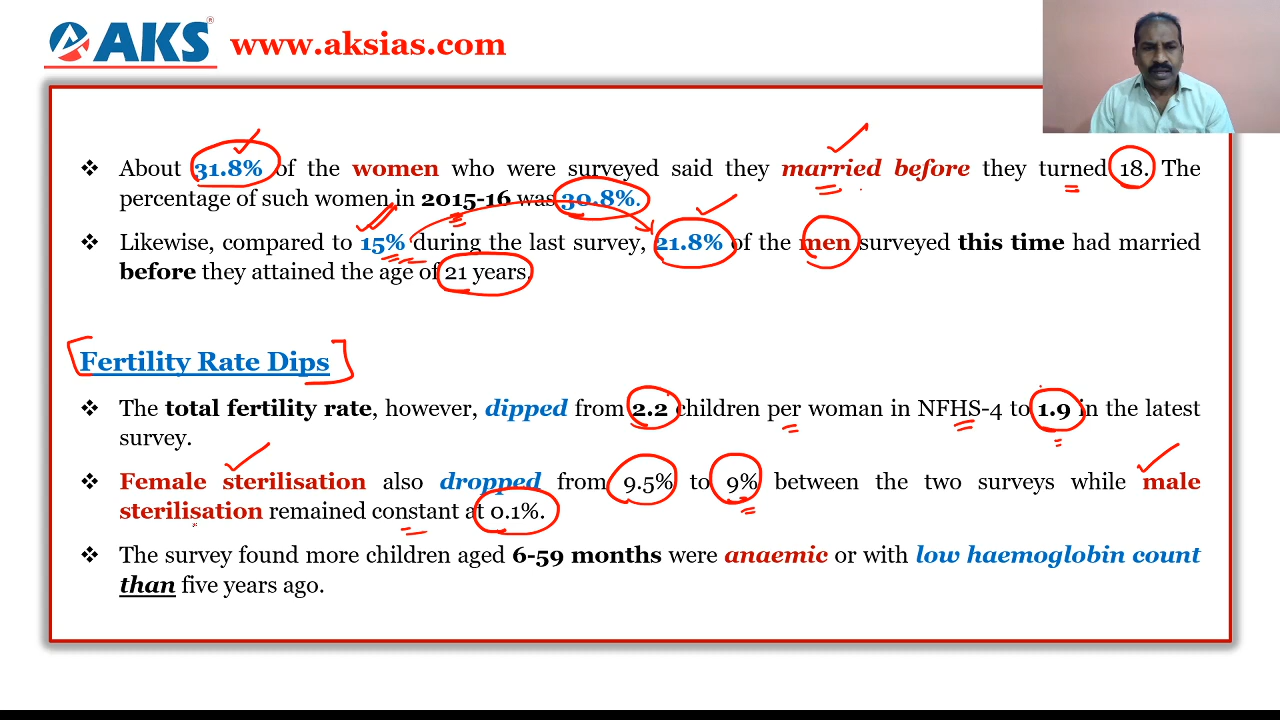 AKS® www.aksias.com
❖ About 31.8% of the women who were surveyed said they married before they turned 18. The
percentage of such women in 2015-16 was 30.8%.
❖ Likewise, compared to 15% during the last survey, 21.8% of the men surveyed this time had married
before they attained the age of 21 years.
Fertility Rate Dips
❖ The total fertility rate, however, dipped from 2.2 children per woman in NFHS-4 to 1.9 in the latest
survey.
❖ Female sterilisation also dropped from 9.5% to 9% between the two surveys while male
sterilisation remained constant at 0.1%.
❖ The survey found more children aged 6-59 months were anaemic or with low haemoglobin count
than five years ago.